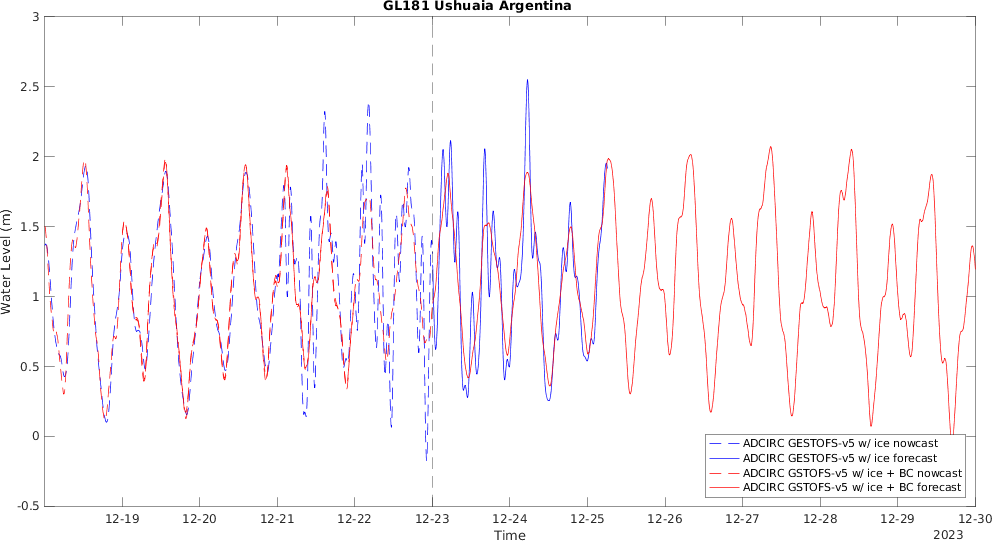 GL181 Ushuaia Argentina
Water Level (m)
3
2.5
2
1.5
1
0.5
0
-0.5
ADCIRC GESTOFS-v5 w/ ice nowcast
ADCIRC GESTOFS-v5 w/ ice forecast
ADCIRC GSTOFS-v5 w/ ice + BC nowcast
ADCIRC GSTOFS-v5 w/ ice + BC forecast
12-19 12-20 12-21 12-22 12-23 12-24 12-25 12-26 12-27 12-28 12-29 12-30
Time
2023